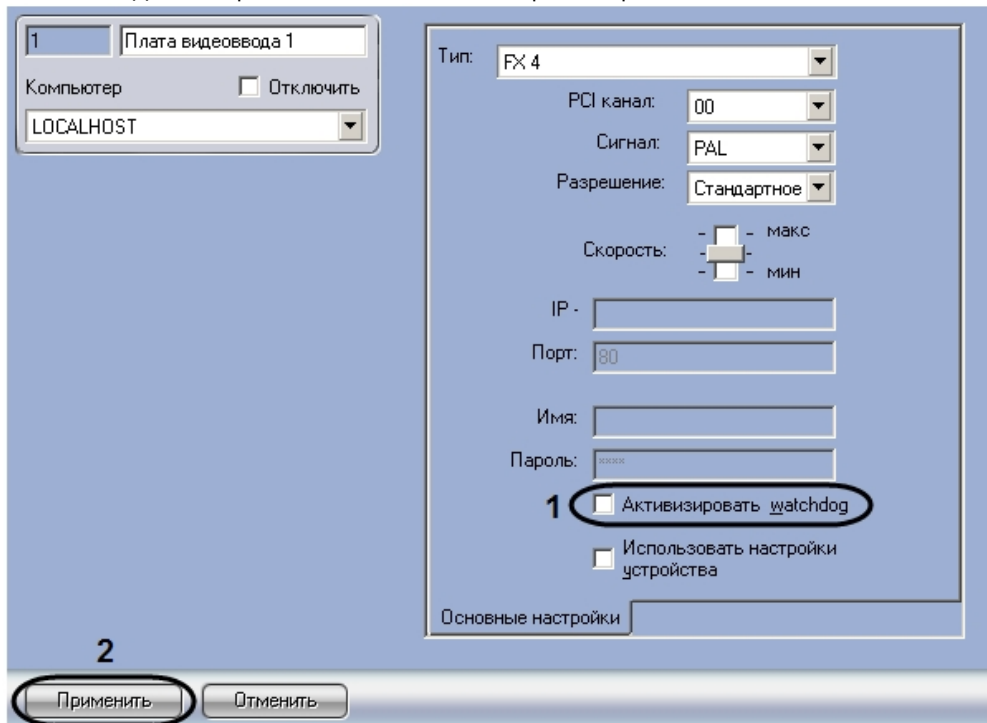 1 Плата видеоввода 1
Компьютер Отключить
LOCALHOST
Тип: FX 4
PCI канал: 00
Сигнал: PAL
Разрешение: Стандартное
Скорость: макс
мин
IP -
Порт: 80
Имя:
Пароль: ****
1 Активизировать watchdog
Использовать настройки
устройства
Основные настройки
2
Применить Отменить